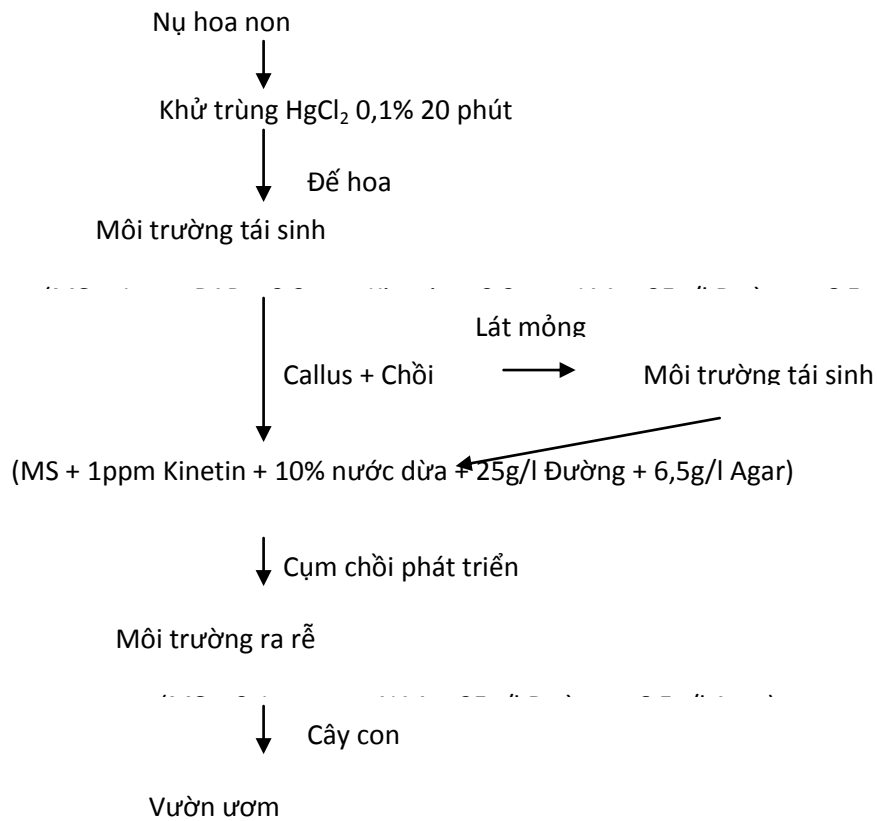 Nụ hoa non
Khử trùng HgCl₂ 0,1% 20 phút
Đế hoa
Môi trường tái sinh
Lát mỏng
Callus + Chồi
Môi trường tái sinh
(MS + 1ppm Kinetin + 10% nước dừa + 25g/l Đường + 6,5g/l Agar)
Cụm chồi phát triển
Môi trường ra rễ
Cây con
Vườn ươm